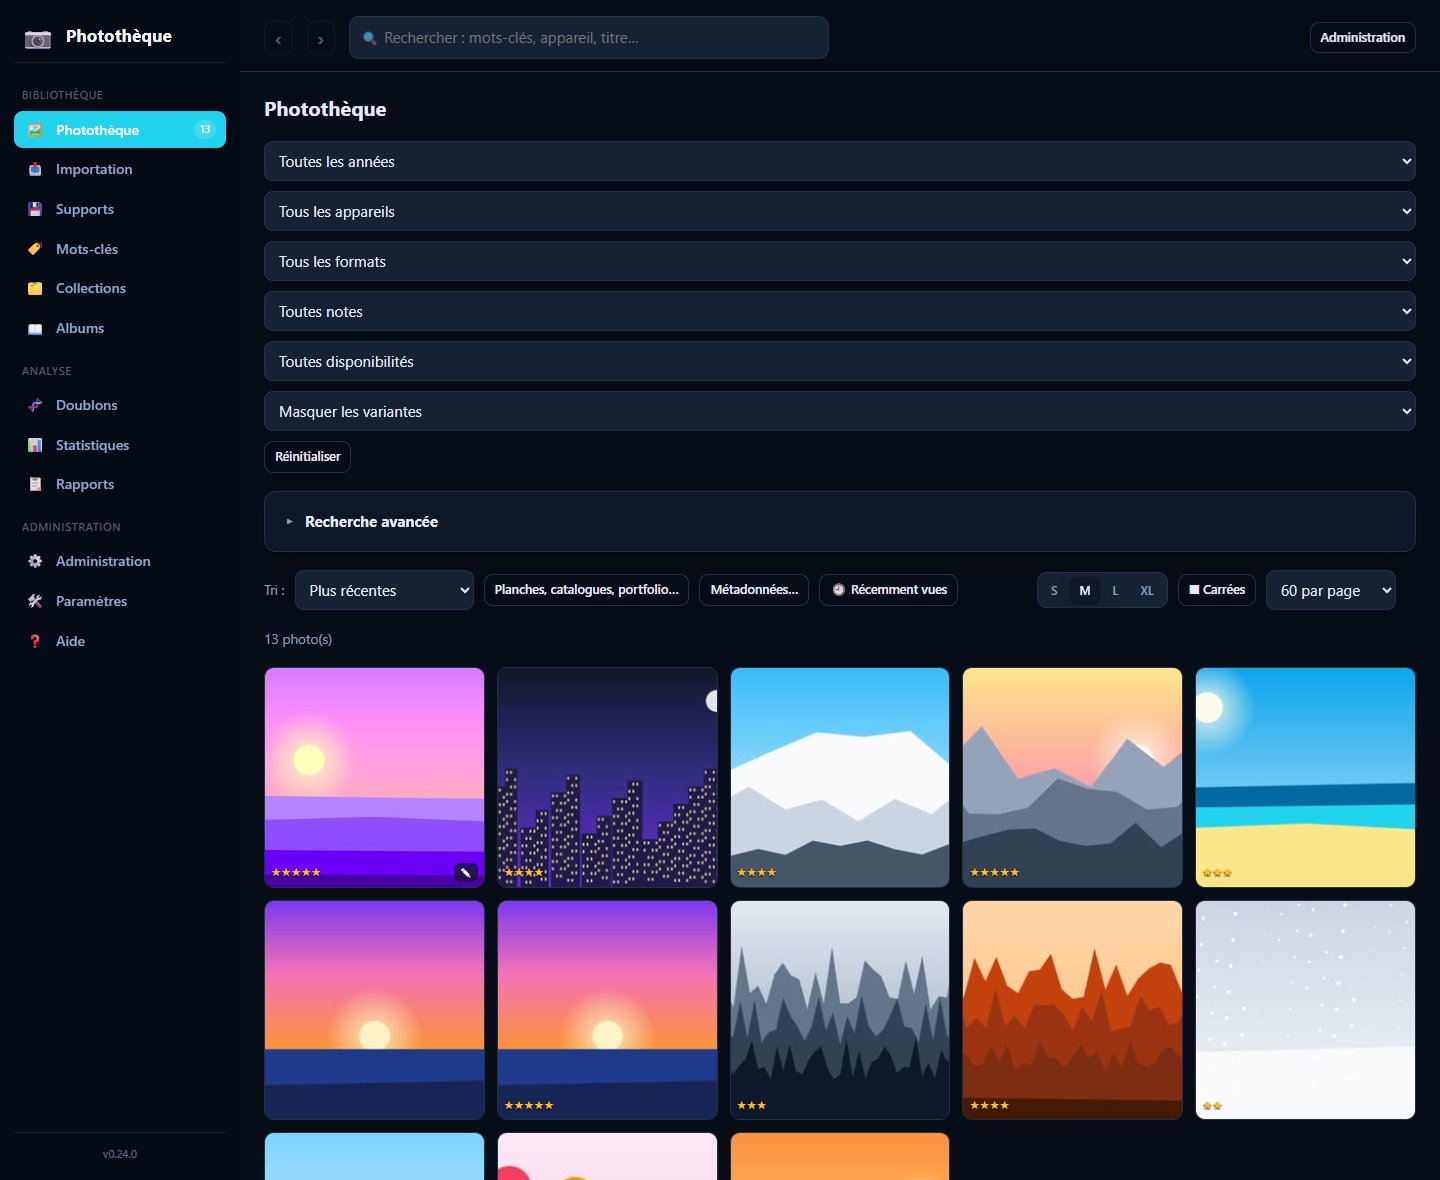 Photothèque
Rechercher : mots-clés, appareil, titre...
Administration
BIBLIOTHÈQUE
Photothèque 13
Importation
Supports
Mots-clés
Collections
Albums
ANALYSE
Doublons
Statistiques
Rapports
ADMINISTRATION
Administration
Paramètres
Aide
v0.24.0
Photothèque
Toutes les années
Tous les appareils
Tous les formats
Toutes notes
Toutes disponibilités
Masquer les variantes
Réinitialiser
Recherche avancée
Tri : Plus récentes Planches, catalogues, portfolio... Métadonnées... Récemment vues S M L XL Carrées 60 par page
13 photo(s)